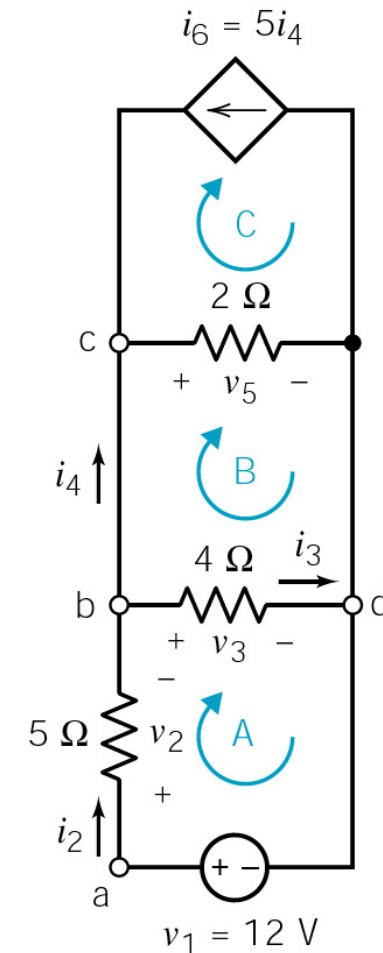 i₆ = 5i₄
C
2 Ω
c
+ v₅ −
i₄
B
4 Ω
i₃
b
d
+ v₃ −
−
5 Ω
v₂
A
+
i₂
a
+ −
v₁ = 12 V